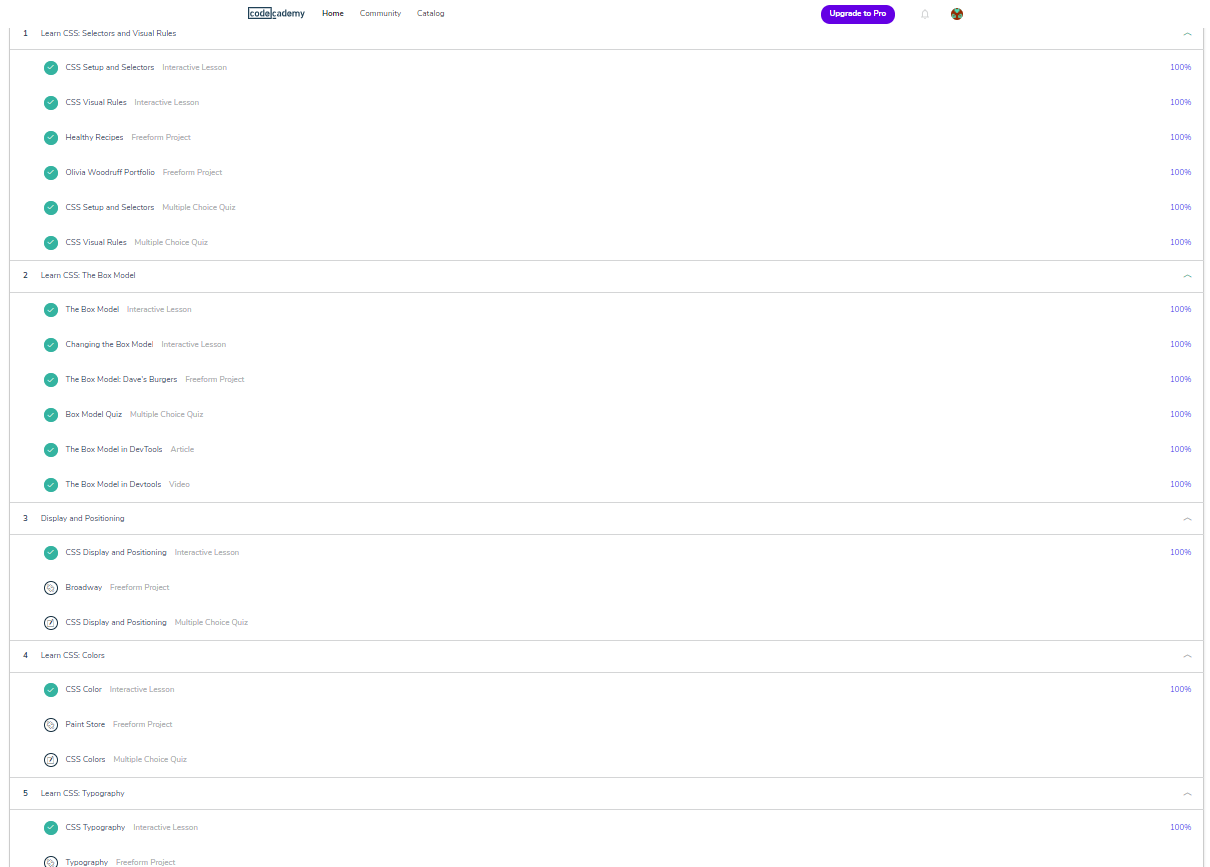 codecademy Home Community Catalog Upgrade to Pro
1 Learn CSS: Selectors and Visual Rules
CSS Setup and Selectors Interactive Lesson 100%
CSS Visual Rules Interactive Lesson 100%
Healthy Recipes Freeform Project 100%
Olivia Woodruff Portfolio Freeform Project 100%
CSS Setup and Selectors Multiple Choice Quiz 100%
CSS Visual Rules Multiple Choice Quiz 100%
2 Learn CSS: The Box Model
The Box Model Interactive Lesson 100%
Changing the Box Model Interactive Lesson 100%
The Box Model: Dave's Burgers Freeform Project 100%
Box Model Quiz Multiple Choice Quiz 100%
The Box Model in DevTools Article 100%
The Box Model in Devtools Video 100%
3 Display and Positioning
CSS Display and Positioning Interactive Lesson 100%
Broadway Freeform Project
CSS Display and Positioning Multiple Choice Quiz
4 Learn CSS: Colors
CSS Color Interactive Lesson 100%
Paint Store Freeform Project
CSS Colors Multiple Choice Quiz
5 Learn CSS: Typography
CSS Typography Interactive Lesson 100%
Typography Freeform Project